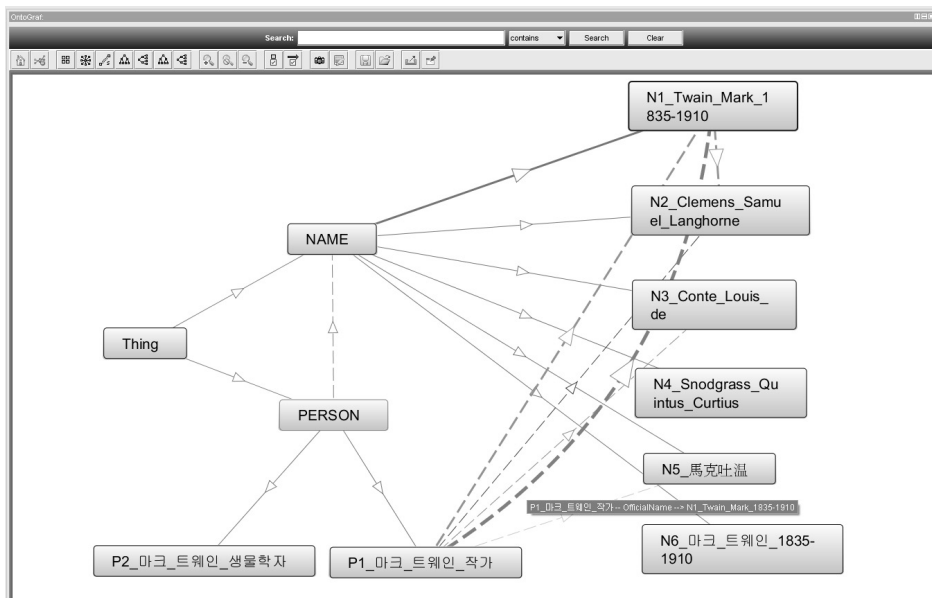 OntoGraf:
Search:
contains
Search
Clear
N1_Twain_Mark_1
835-1910
N2_Clemens_Samu
el_Langhorne
NAME
N3_Conte_Louis_
de
Thing
N4_Snodgrass_Qu
intus_Curtius
PERSON
N5_馬克吐温
P1_마크_트웨인_작가 -- OfficialName --> N1_Twain_Mark_1835-1910
N6_마크_트웨인_1835-
1910
P2_마크_트웨인_생물학자
P1_마크_트웨인_작가